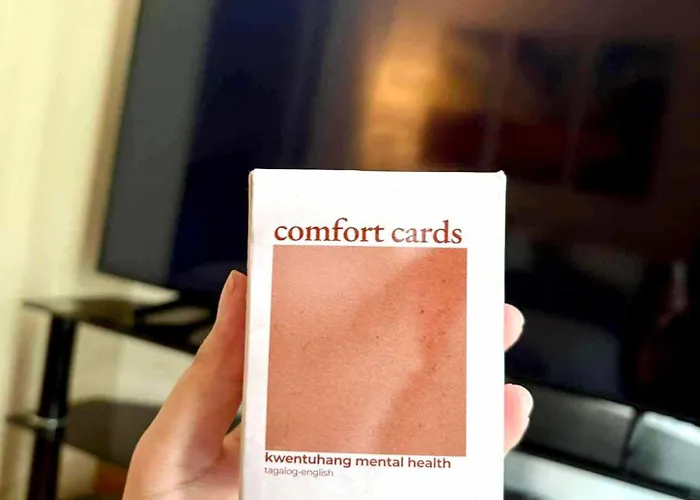 comfort cards
kwentuhang mental health
tagalog-english